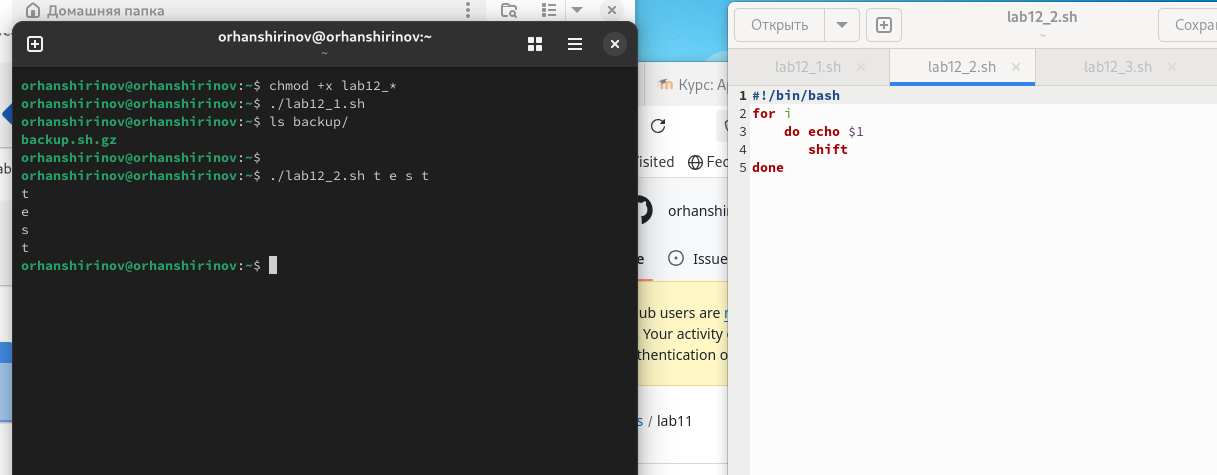 Домашняя папка
orhanshirinov@orhanshirinov:~
~
orhanshirinov@orhanshirinov:~$ chmod +x lab12_*
orhanshirinov@orhanshirinov:~$ ./lab12_1.sh
orhanshirinov@orhanshirinov:~$ ls backup/
backup.sh.gz
orhanshirinov@orhanshirinov:~$
orhanshirinov@orhanshirinov:~$ ./lab12_2.sh t e s t
t
e
s
t
orhanshirinov@orhanshirinov:~$
Курс: А
isited Fec
orhanshi
e Issue
ub users are
. Your activity
thentication o
s / lab11
Открыть
lab12_2.sh
~
Сохра
lab12_1.sh
lab12_2.sh
lab12_3.sh
1 #!/bin/bash
2 for i
3     do echo $1
4        shift
5 done